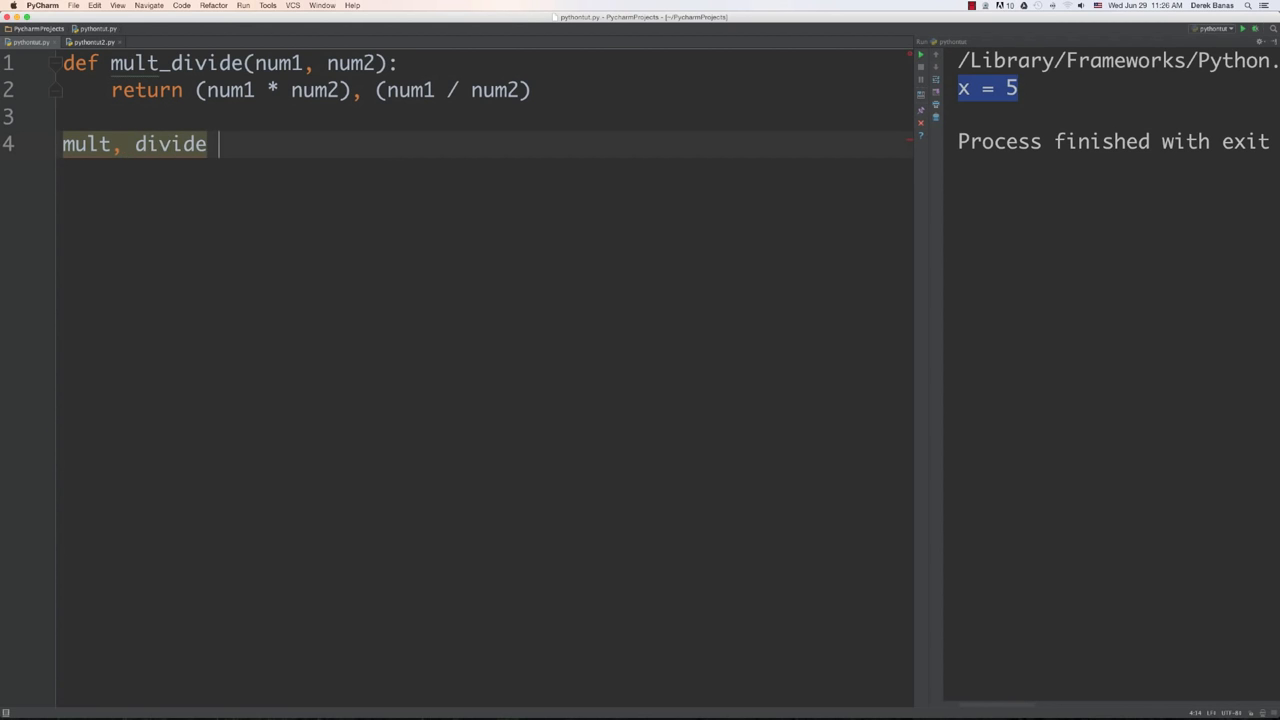 PyCharm File Edit View Navigate Code Refactor Run Tools VCS Window Help 10 Wed Jun 29 11:26 AM Derek Banas
pythontut.py - PycharmProjects - [~/PycharmProjects]
PycharmProjects pythontut.py pythontut
pythontut.py pythontut2.py Run pythontut
1 def mult_divide(num1, num2):
2 return (num1 * num2), (num1 / num2)
3
4 mult, divide
/Library/Frameworks/Python.
x = 5
Process finished with exit
4:14 LF UTF-8